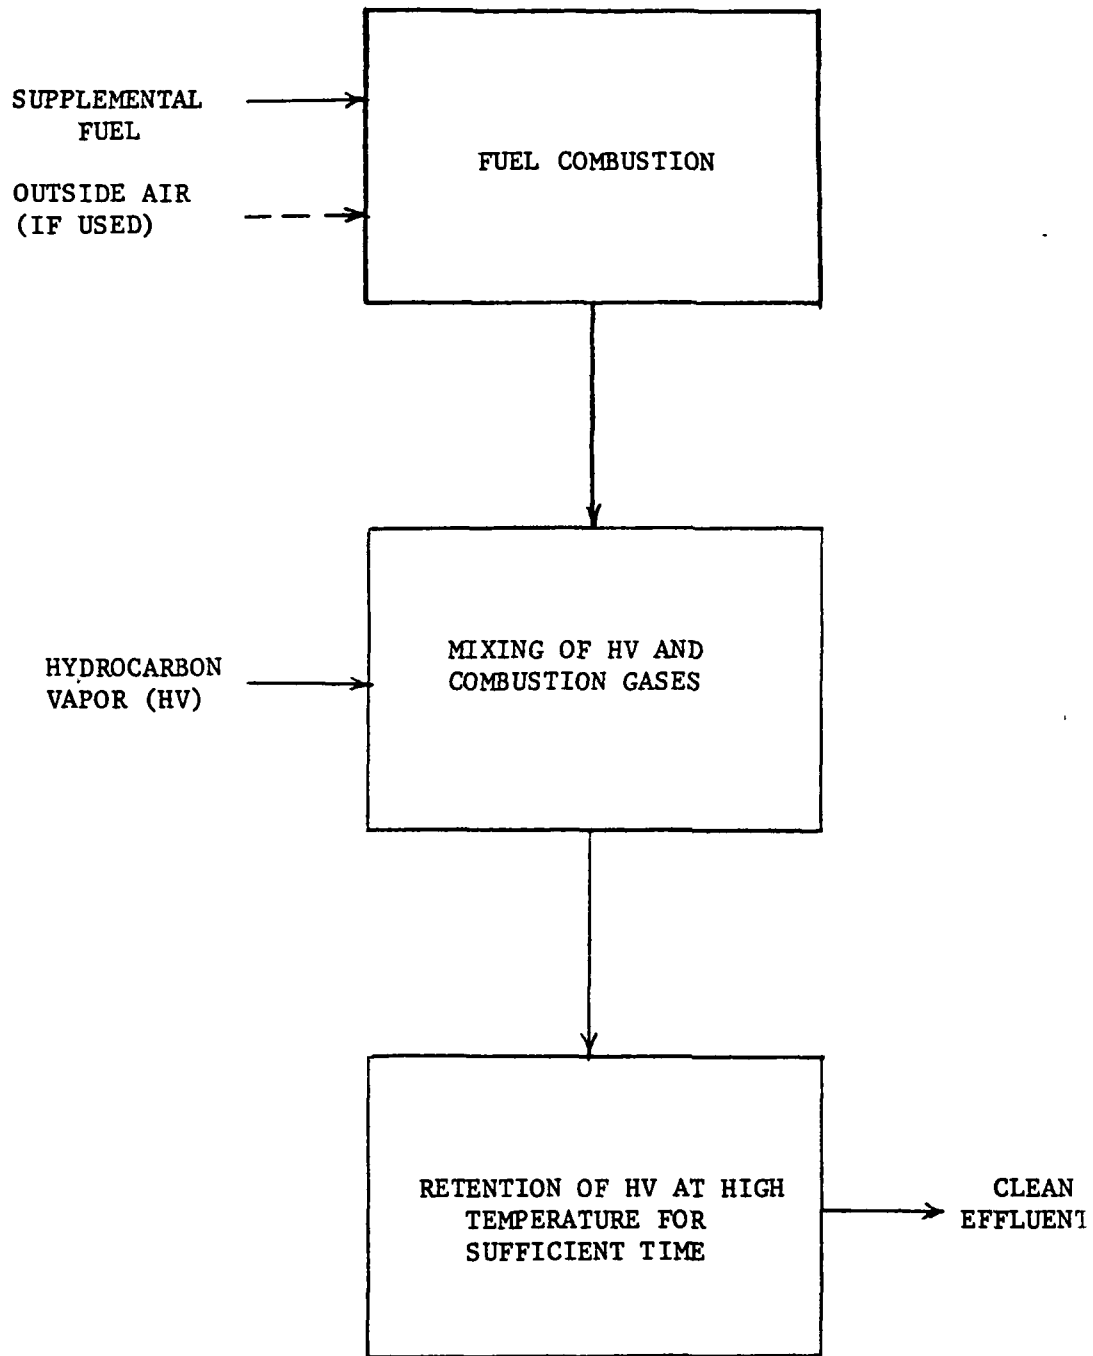 SUPPLEMENTAL
FUEL
FUEL COMBUSTION
OUTSIDE AIR
(IF USED)
MIXING OF HV AND
COMBUSTION GASES
HYDROCARBON
VAPOR (HV)
RETENTION OF HV AT HIGH
TEMPERATURE FOR
SUFFICIENT TIME
CLEAN
EFFLUENT